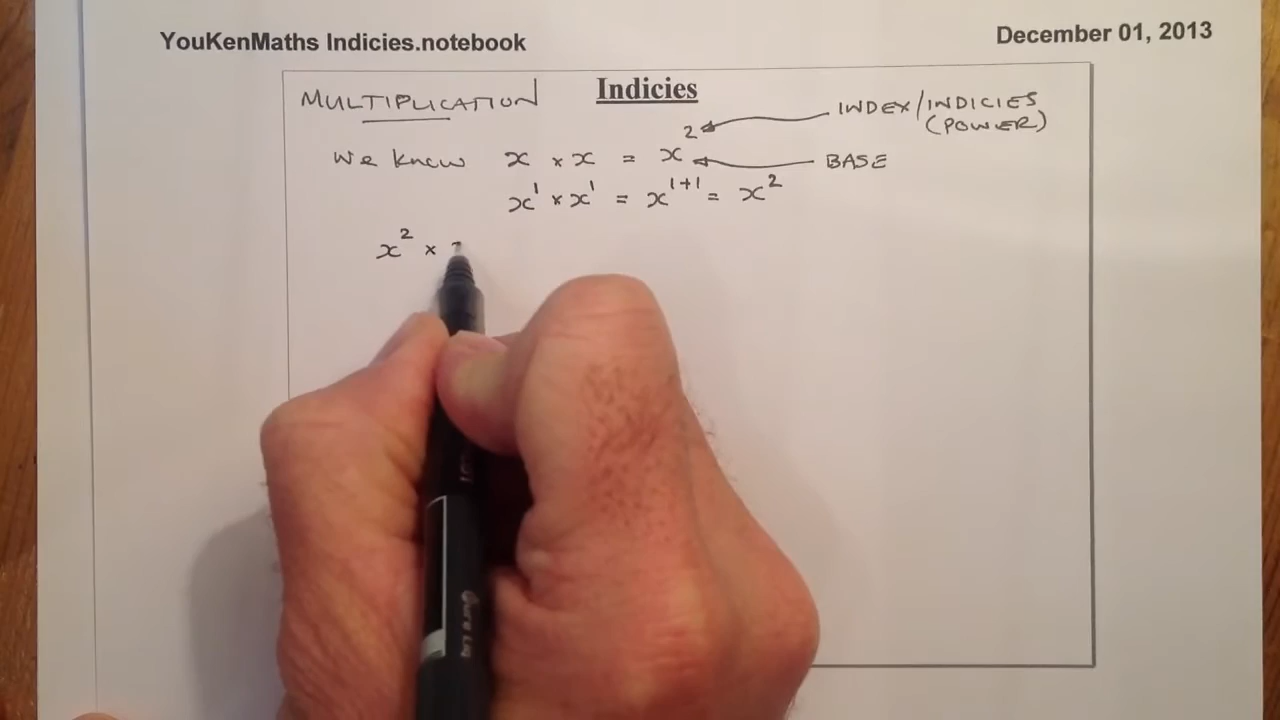 YouKenMaths Indicies.notebook
December 01, 2013
MULTIPLICATION
Indicies
INDEX/INDICIES
(POWER)
We know x × x = x²
BASE
x¹ × x¹ = x¹⁺¹ = x²
x² ×